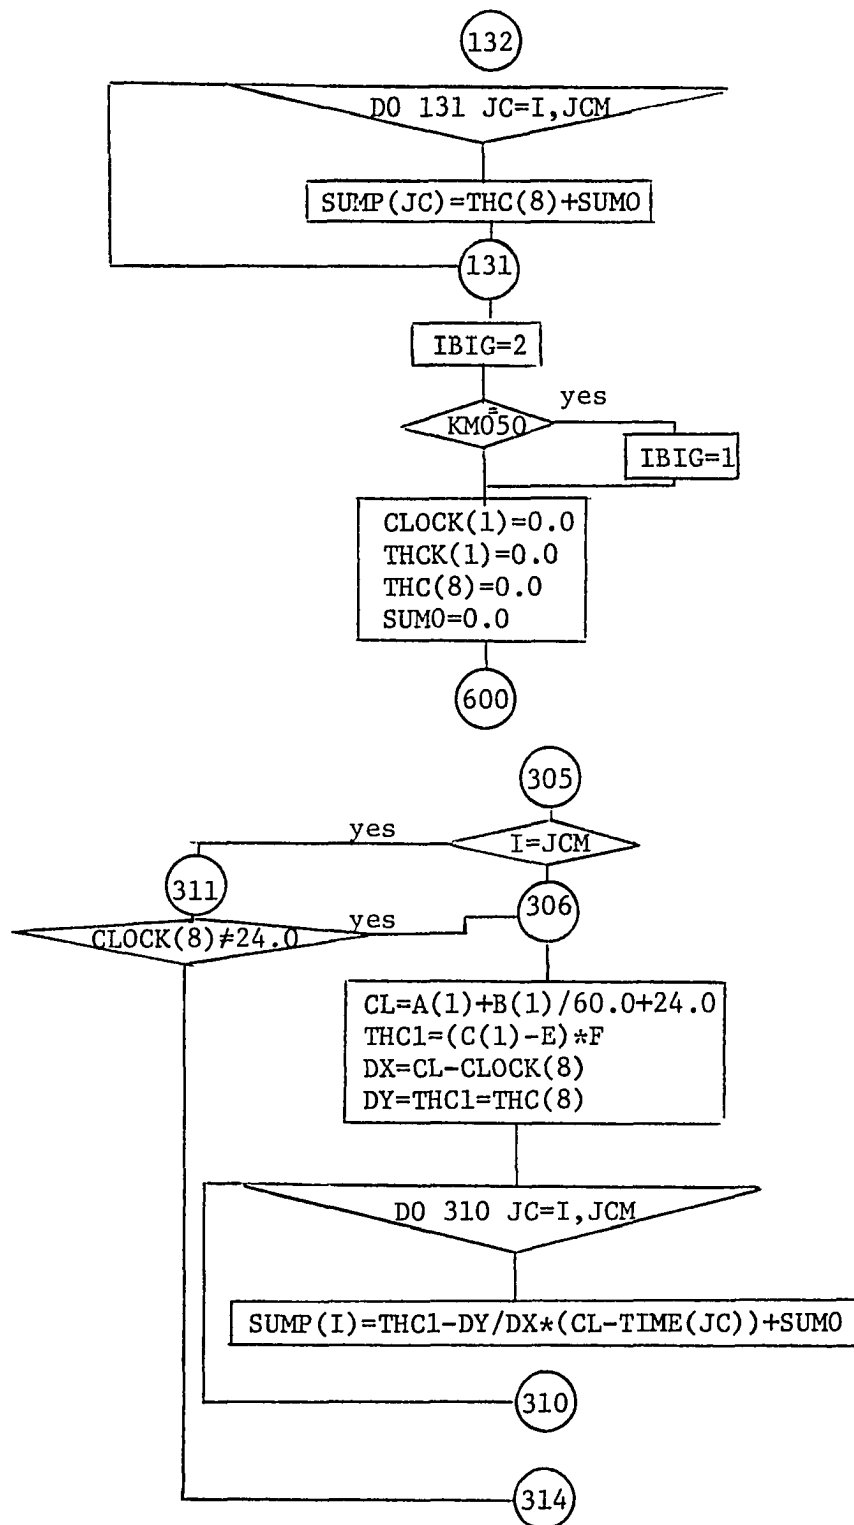 132
DO 131 JC=I,JCM
SUMP(JC)=THC(8)+SUMO
131
IBIG=2
yes
KMO=50
IBIG=1
CLOCK(1)=0.0
THCK(1)=0.0
THC(8)=0.0
SUMO=0.0
600
305
yes
I=JCM
311
306
CLOCK(8)≠24.0
yes
CL=A(1)+B(1)/60.0+24.0
THC1=(C(1)-E)*F
DX=CL-CLOCK(8)
DY=THC1=THC(8)
DO 310 JC=I,JCM
SUMP(I)=THC1-DY/DX*(CL-TIME(JC))+SUMO
310
314